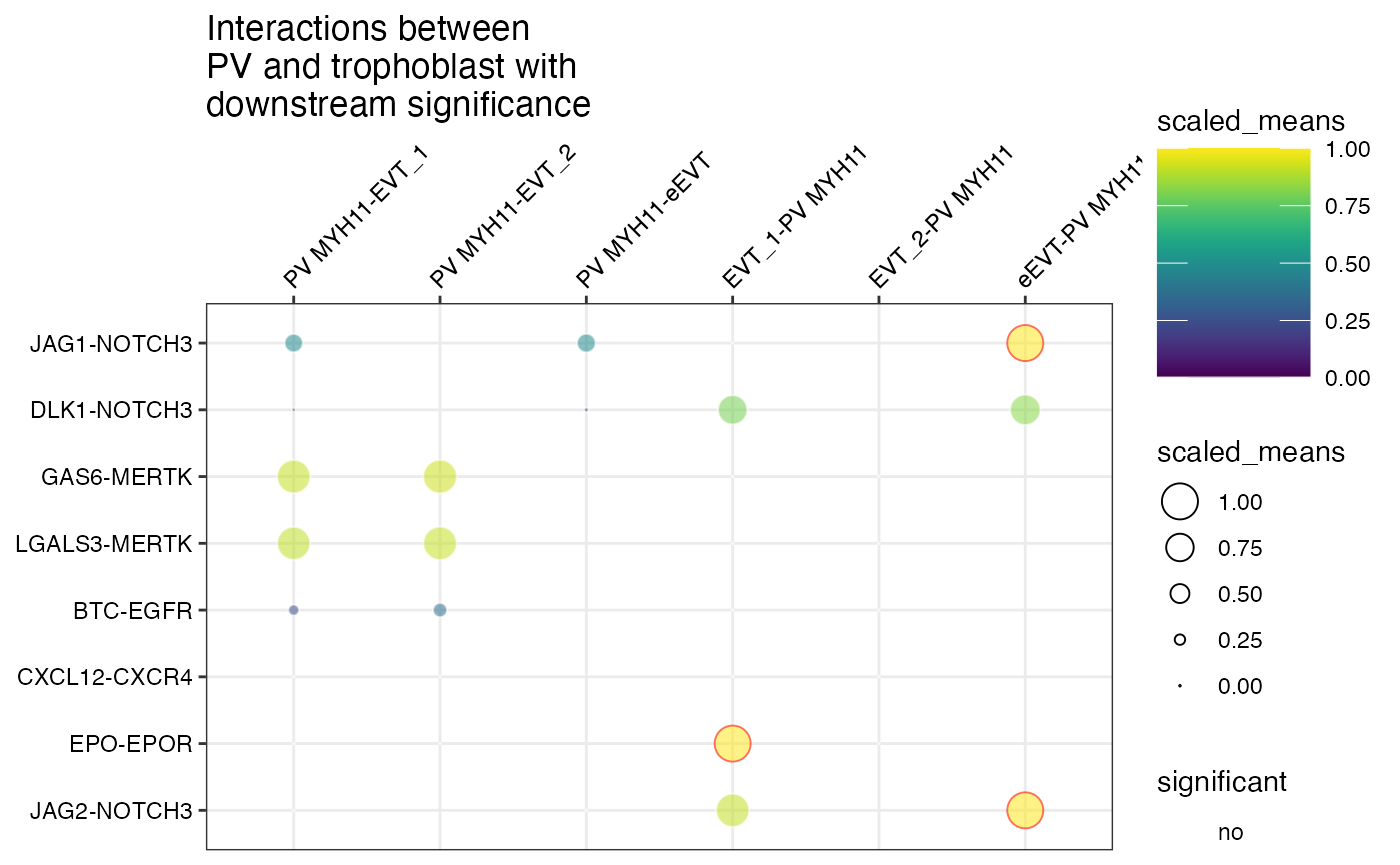 Interactions between
PV and trophoblast with
downstream significance
PV MYH11-EVT_1
PV MYH11-EVT_2
PV MYH11-eEVT
EVT_1-PV MYH11
EVT_2-PV MYH11
eEVT-PV MYH11
JAG1-NOTCH3
DLK1-NOTCH3
GAS6-MERTK
LGALS3-MERTK
BTC-EGFR
CXCL12-CXCR4
EPO-EPOR
JAG2-NOTCH3
scaled_means
1.00
0.75
0.50
0.25
0.00
scaled_means
1.00
0.75
0.50
0.25
0.00
significant
no